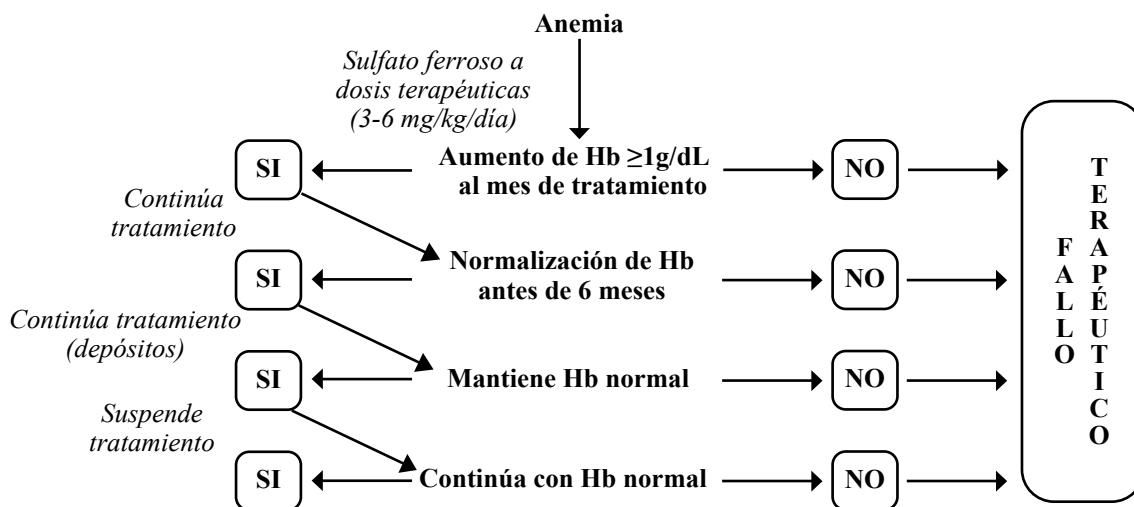 Anemia
Sulfato ferroso a
dosis terapéuticas
(3-6 mg/kg/día)
SI
Aumento de Hb ≥1g/dL
al mes de tratamiento
NO
Continúa
tratamiento
SI
Normalización de Hb
antes de 6 meses
NO
Continúa tratamiento
(depósitos)
SI
Mantiene Hb normal
NO
Suspende
tratamiento
SI
Continúa con Hb normal
NO
FALLO
TERAPÉUTICO